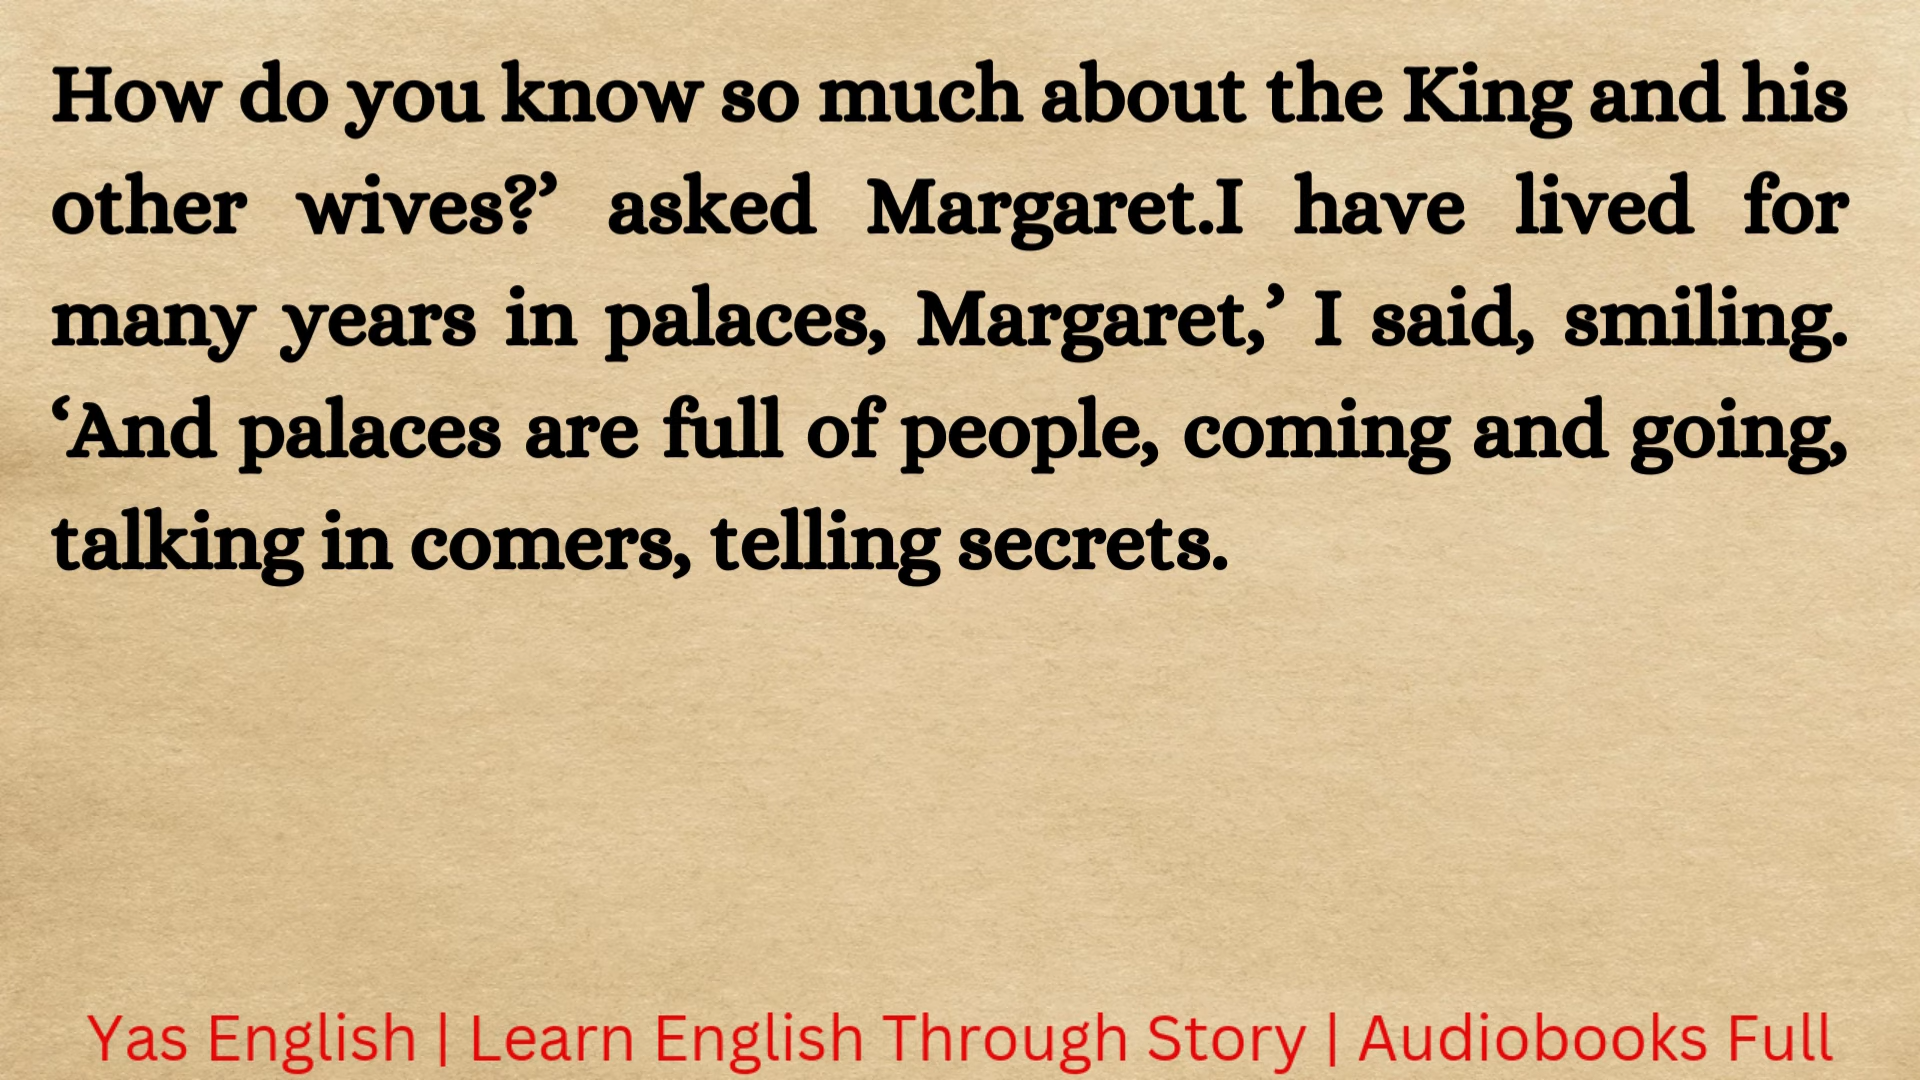 How do you know so much about the King and his
other wives?’ asked Margaret.I have lived for
many years in palaces, Margaret,’ I said, smiling.
‘And palaces are full of people, coming and going,
talking in comers, telling secrets.
Yas English | Learn English Through Story | Audiobooks Full